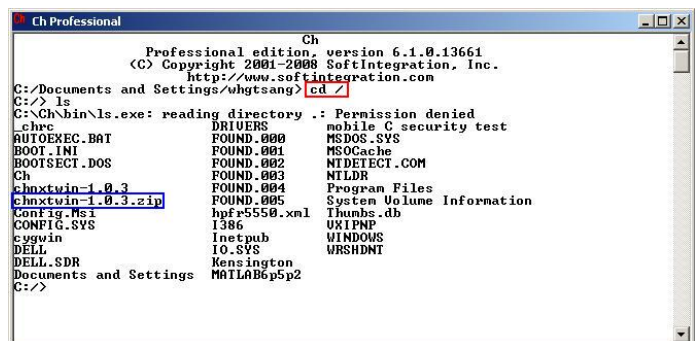 Ch Professional
Ch
Professional edition, version 6.1.0.13661
(C) Copyright 2001-2008 SoftIntegration, Inc.
http://www.softintegration.com
C:/Documents and Settings/whgtsang> cd /
C:/> ls
C:\Ch\bin\ls.exe: reading directory .: Permission denied
_chrc DRIVERS mobile C security test
AUTOEXEC.BAT FOUND.000 MSDOS.SYS
BOOT.INI FOUND.001 MSOCache
BOOTSECT.DOS FOUND.002 NTDETECT.COM
Ch FOUND.003 NTLDR
chnxtwin-1.0.3 FOUND.004 Program Files
chnxtwin-1.0.3.zip FOUND.005 System Volume Information
Config.Msi hpfr5550.xml Thumbs.db
CONFIG.SYS I386 VXIPNP
cygwin Inetpub WINDOWS
DELL IO.SYS WRSHDNT
DELL.SDR Kensington
Documents and Settings MATLAB6p5p2
C:/>